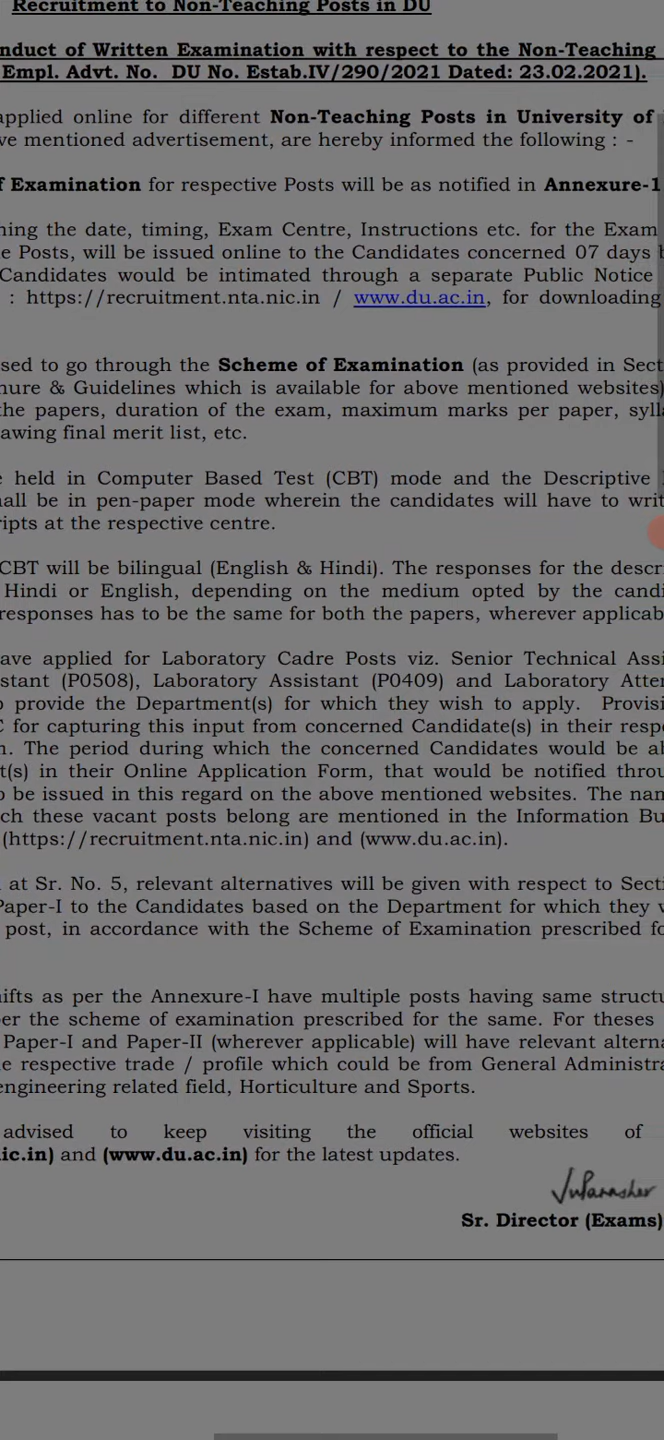 Recruitment to Non-Teaching Posts in DU
nduct of Written Examination with respect to the Non-Teaching
Empl. Advt. No. DU No. Estab.IV/290/2021 Dated: 23.02.2021).
applied online for different Non-Teaching Posts in University of
ve mentioned advertisement, are hereby informed the following : -
f Examination for respective Posts will be as notified in Annexure-1
ning the date, timing, Exam Centre, Instructions etc. for the Exam
e Posts, will be issued online to the Candidates concerned 07 days b
Candidates would be intimated through a separate Public Notice
: https://recruitment.nta.nic.in / www.du.ac.in, for downloading
sed to go through the Scheme of Examination (as provided in Sect
hure & Guidelines which is available for above mentioned websites)
the papers, duration of the exam, maximum marks per paper, sylla
awing final merit list, etc.
e held in Computer Based Test (CBT) mode and the Descriptive
hall be in pen-paper mode wherein the candidates will have to writ
ripts at the respective centre.
CBT will be bilingual (English & Hindi). The responses for the descri
Hindi or English, depending on the medium opted by the candi
responses has to be the same for both the papers, wherever applicab
ave applied for Laboratory Cadre Posts viz. Senior Technical Assi
stant (P0508), Laboratory Assistant (P0409) and Laboratory Atter
o provide the Department(s) for which they wish to apply. Provisi
C for capturing this input from concerned Candidate(s) in their respe
n. The period during which the concerned Candidates would be ab
t(s) in their Online Application Form, that would be notified throu
o be issued in this regard on the above mentioned websites. The nam
ich these vacant posts belong are mentioned in the Information Bu
(https://recruitment.nta.nic.in) and (www.du.ac.in).
at Sr. No. 5, relevant alternatives will be given with respect to Secti
Paper-I to the Candidates based on the Department for which they w
post, in accordance with the Scheme of Examination prescribed fo
hifts as per the Annexure-I have multiple posts having same structu
per the scheme of examination prescribed for the same. For theses
Paper-I and Paper-II (wherever applicable) will have relevant alterna
he respective trade / profile which could be from General Administra
engineering related field, Horticulture and Sports.
advised to keep visiting the official websites of
ic.in) and (www.du.ac.in) for the latest updates.
Sr. Director (Exams)